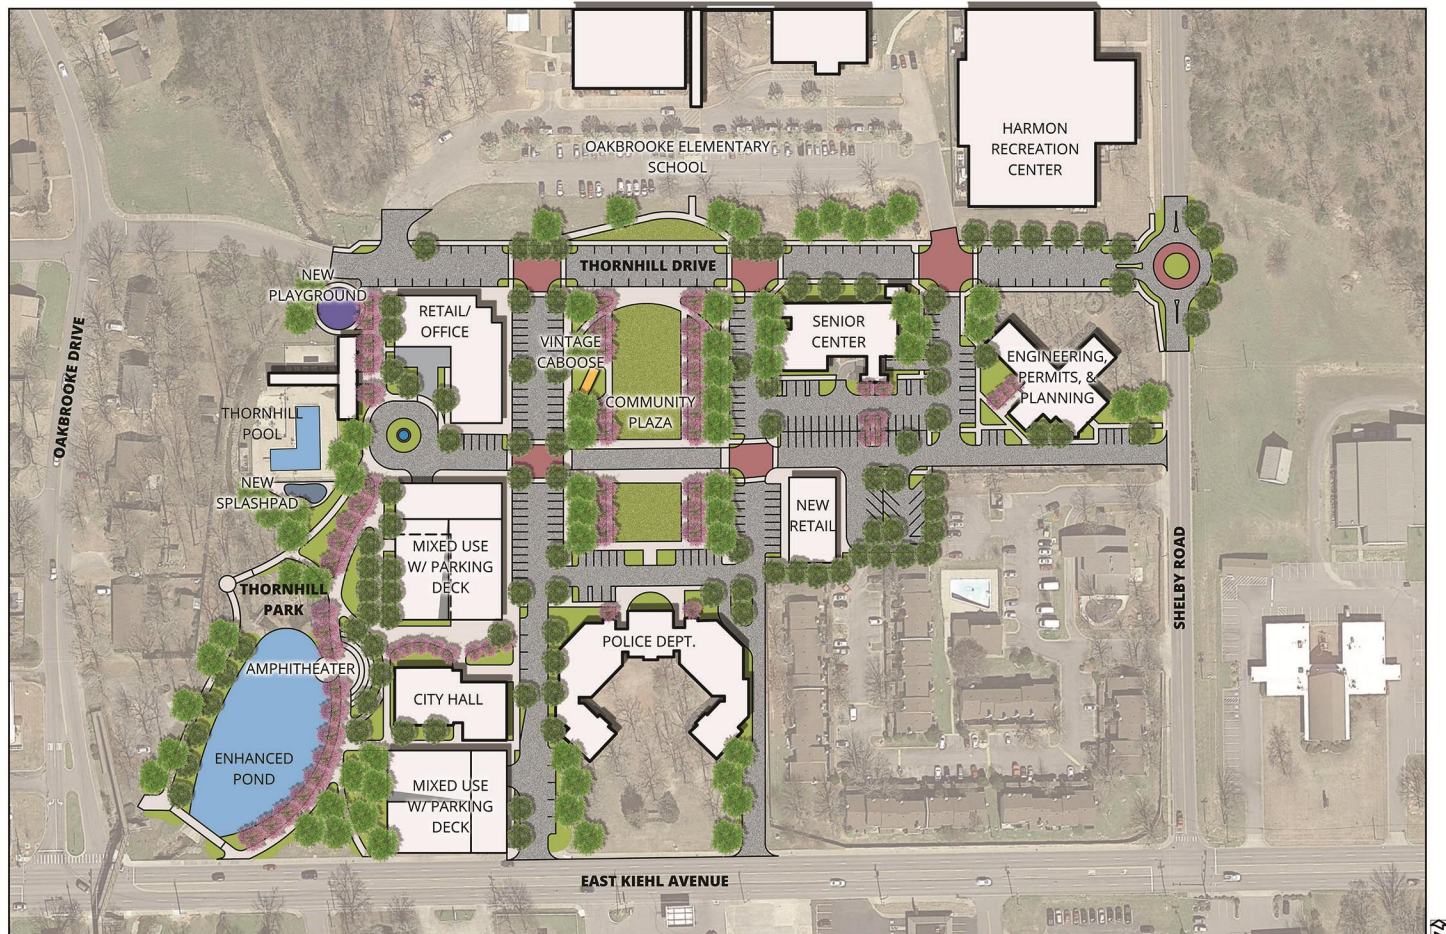 OAKBROOKE ELEMENTARY
SCHOOL
HARMON
RECREATION
CENTER
THORNHILL DRIVE
NEW
PLAYGROUND
RETAIL/
OFFICE
VINTAGE
CABOOSE
SENIOR
CENTER
ENGINEERING,
PERMITS, &
PLANNING
OAKBROOKE DRIVE
COMMUNITY
PLAZA
THORNHILL
POOL
NEW
SPLASHPAD
NEW
RETAIL
MIXED USE
W/ PARKING
DECK
THORNHILL
PARK
SHELBY ROAD
POLICE DEPT.
AMPHITHEATER
CITY HALL
ENHANCED
POND
MIXED USE
W/ PARKING
DECK
EAST KIEHL AVENUE